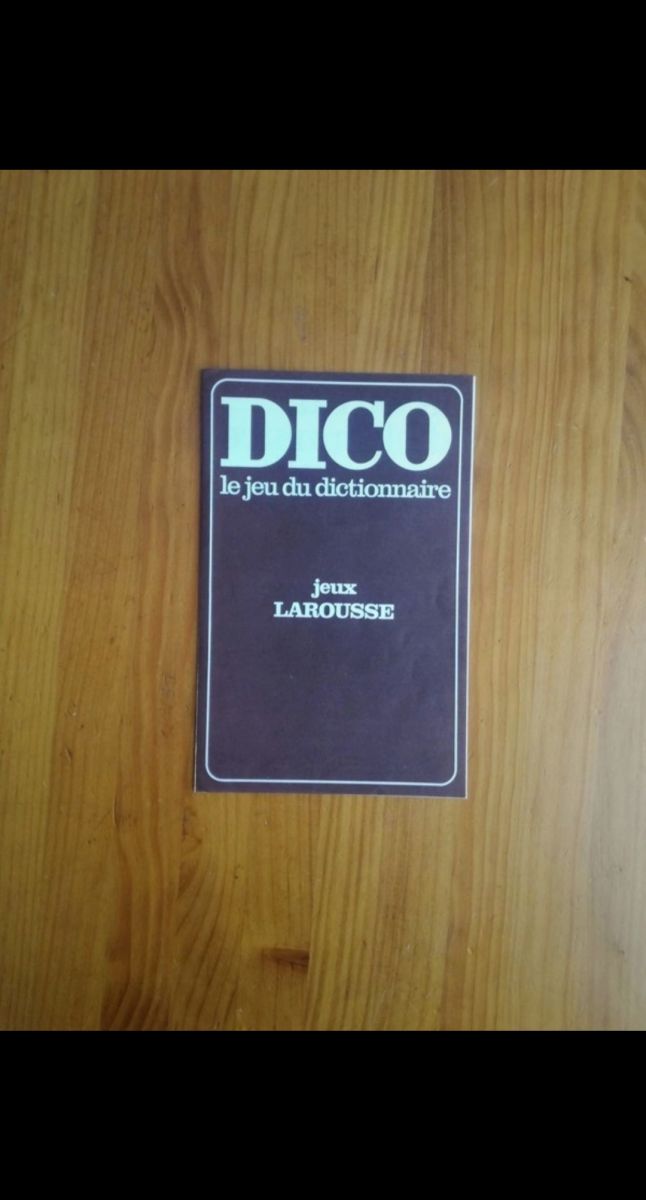 DICO
le jeu du dictionnaire
jeux
LAROUSSE